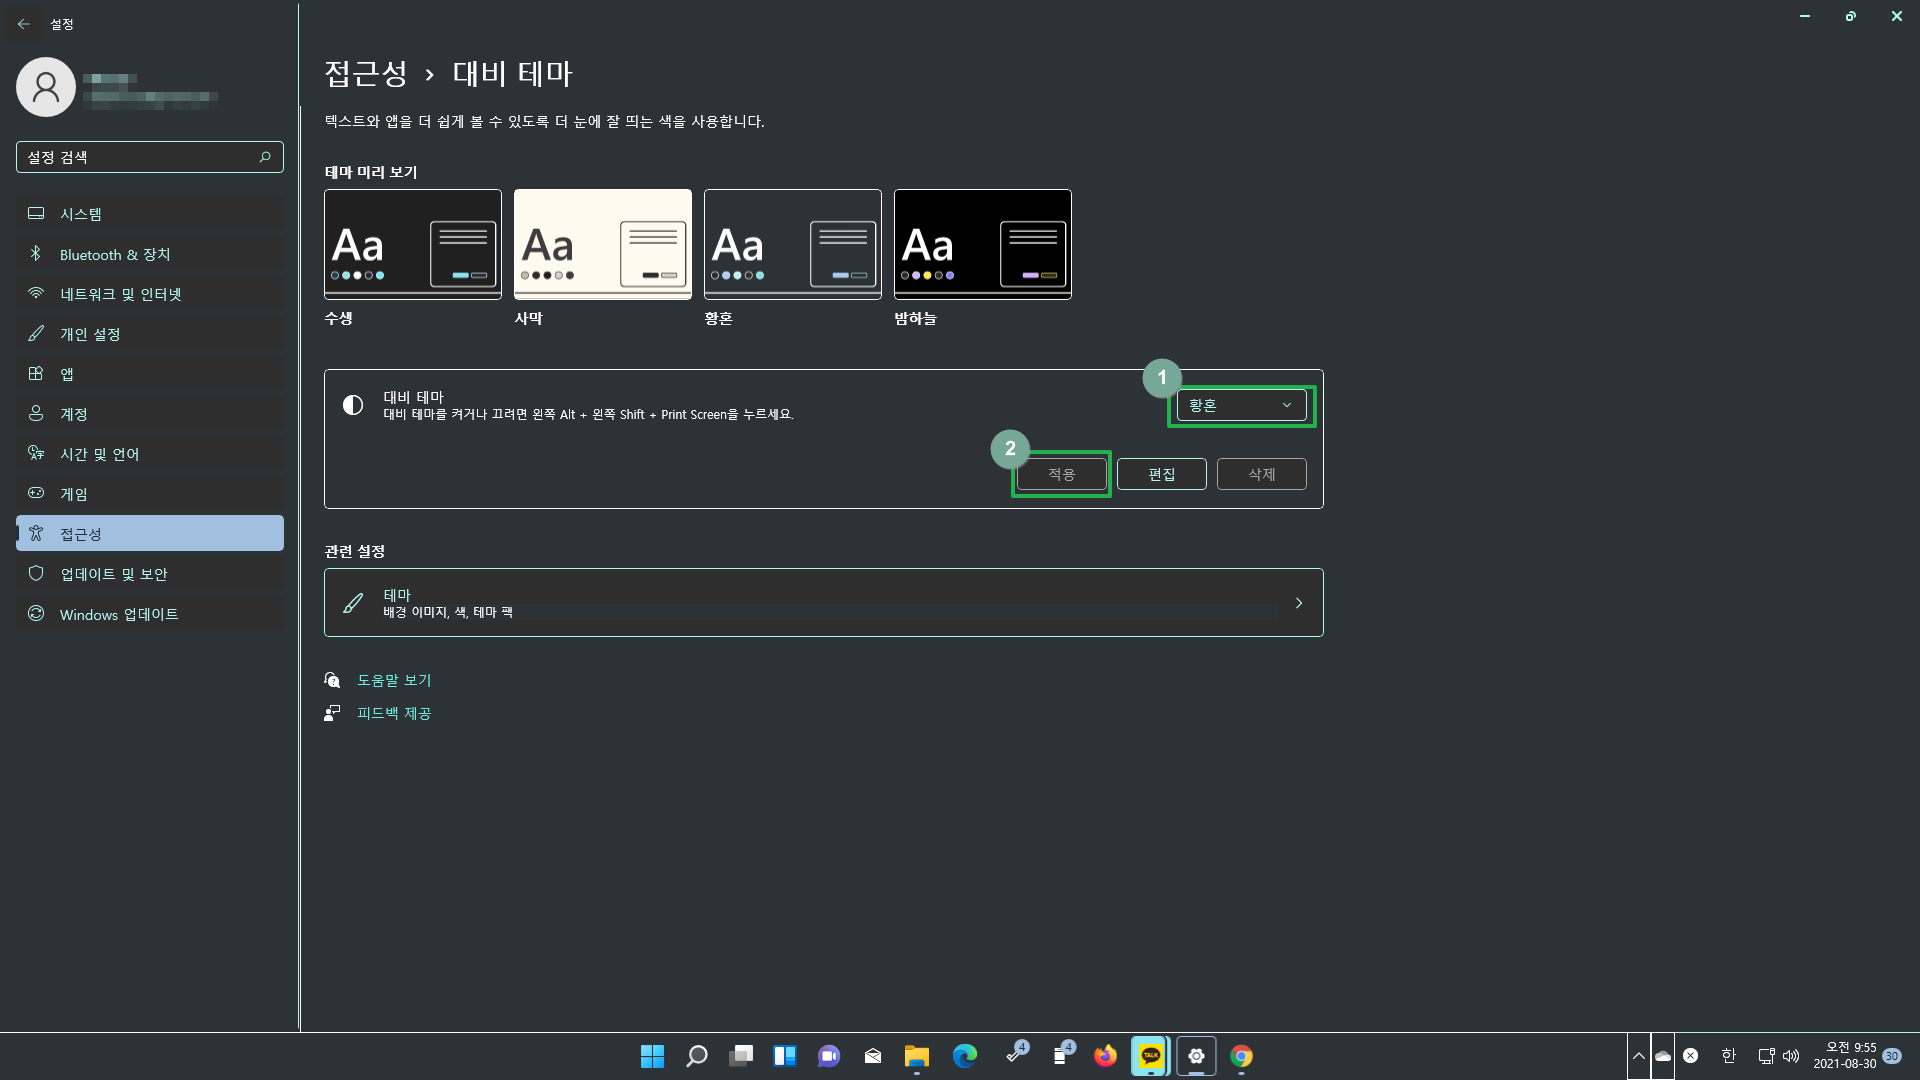 설정
설정 검색
시스템
Bluetooth & 장치
네트워크 및 인터넷
개인 설정
앱
계정
시간 및 언어
게임
접근성
업데이트 및 보안
Windows 업데이트
접근성 › 대비 테마
텍스트와 앱을 더 쉽게 볼 수 있도록 더 눈에 잘 띄는 색을 사용합니다.
테마 미리 보기
Aa
Aa
Aa
Aa
수생
사막
황혼
밤하늘
대비 테마
대비 테마를 켜거나 끄려면 왼쪽 Alt + 왼쪽 Shift + Print Screen을 누르세요.
1
황혼
2
적용
편집
삭제
관련 설정
테마
배경 이미지, 색, 테마 팩
도움말 보기
피드백 제공
4
4
TALK
한
오전 9:55
2021-08-30
30